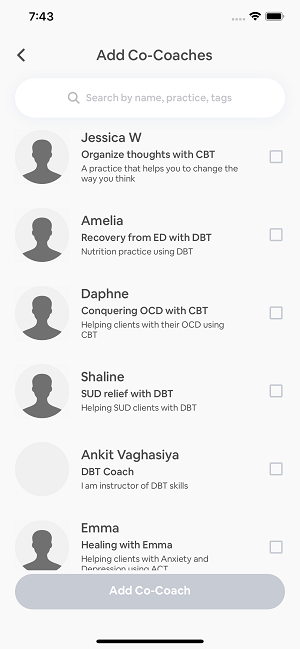 7:43
Add Co-Coaches
Search by name, practice, tags
Jessica W
Organize thoughts with CBT
A practice that helps you to change the
way you think
Amelia
Recovery from ED with DBT
Nutrition practice using DBT
Daphne
Conquering OCD with CBT
Helping clients with their OCD using
CBT
Shaline
SUD relief with DBT
Helping SUD clients with DBT
Ankit Vaghasiya
DBT Coach
I am instructor of DBT skills
Emma
Healing with Emma
Helping clients with Anxiety and
Depression using ACT
Add Co-Coach